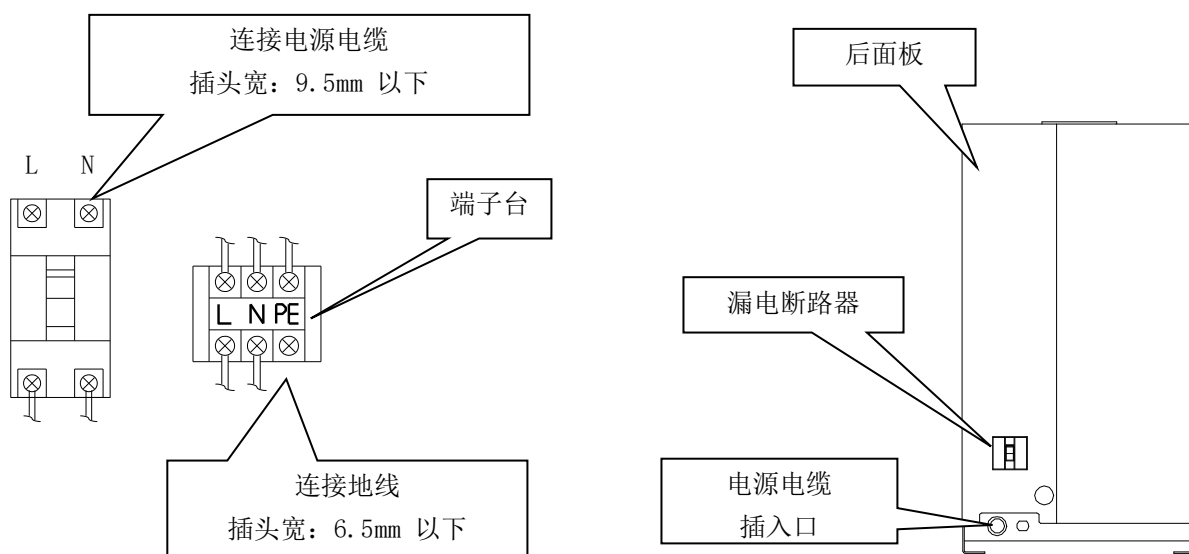 连接电源电缆
插头宽：9.5mm 以下
L N
端子台
L N PE
连接地线
插头宽：6.5mm 以下
后面板
漏电断路器
电源电缆
插入口